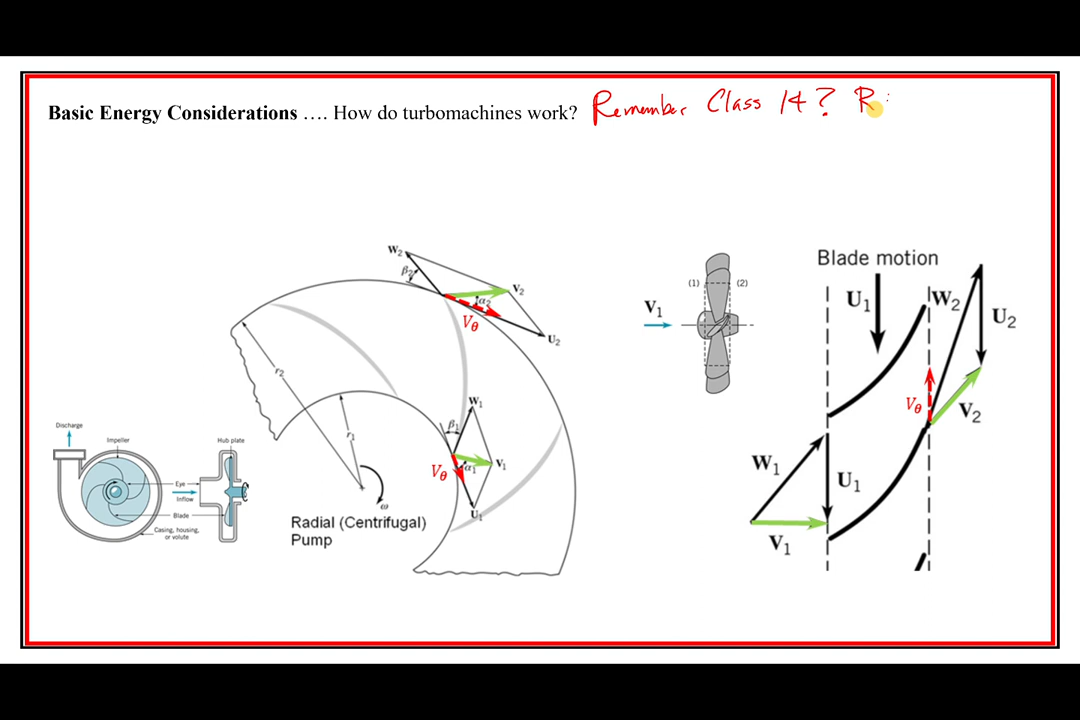 Basic Energy Considerations …. How do turbomachines work? Remember Class 14? R
W₂
β₂
V₂
α₂
Vθ
U₂
r₂
r₁
W₁
β₁
V₁
α₁
Vθ
U₁
ω
Radial (Centrifugal)
Pump
Discharge
Impeller
Hub plate
Eye
Inflow
Blade
Casing, housing,
or volute
(1)
(2)
V₁
Blade motion
U₁
W₂
U₂
Vθ
V₂
W₁
U₁
V₁